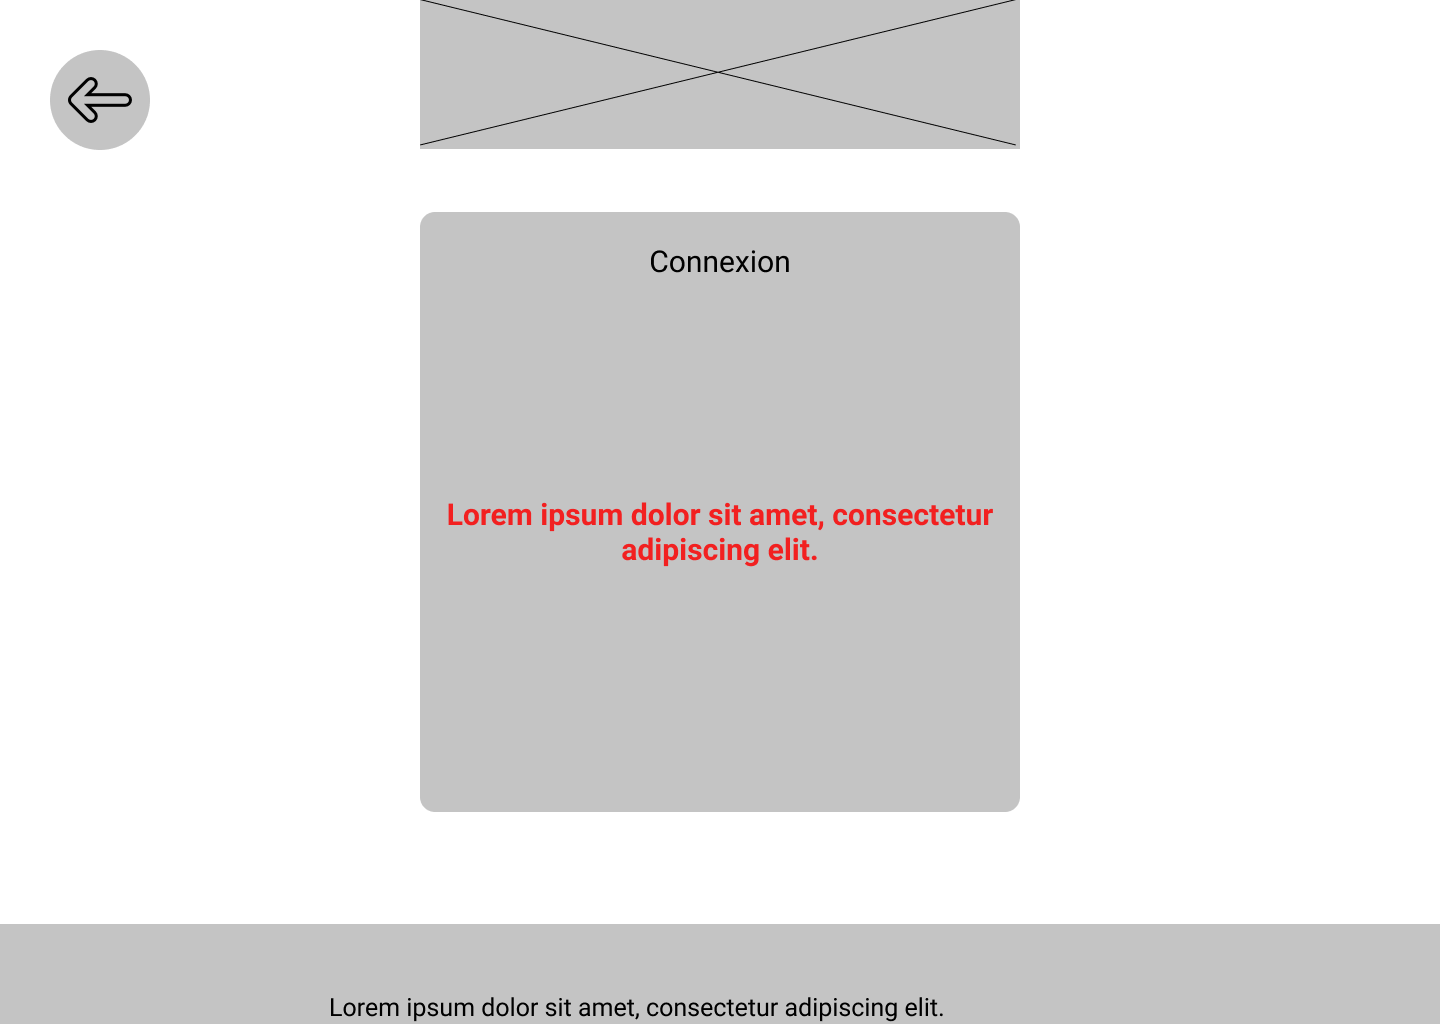 Connexion
Lorem ipsum dolor sit amet, consectetur
adipiscing elit.
Lorem ipsum dolor sit amet, consectetur adipiscing elit.